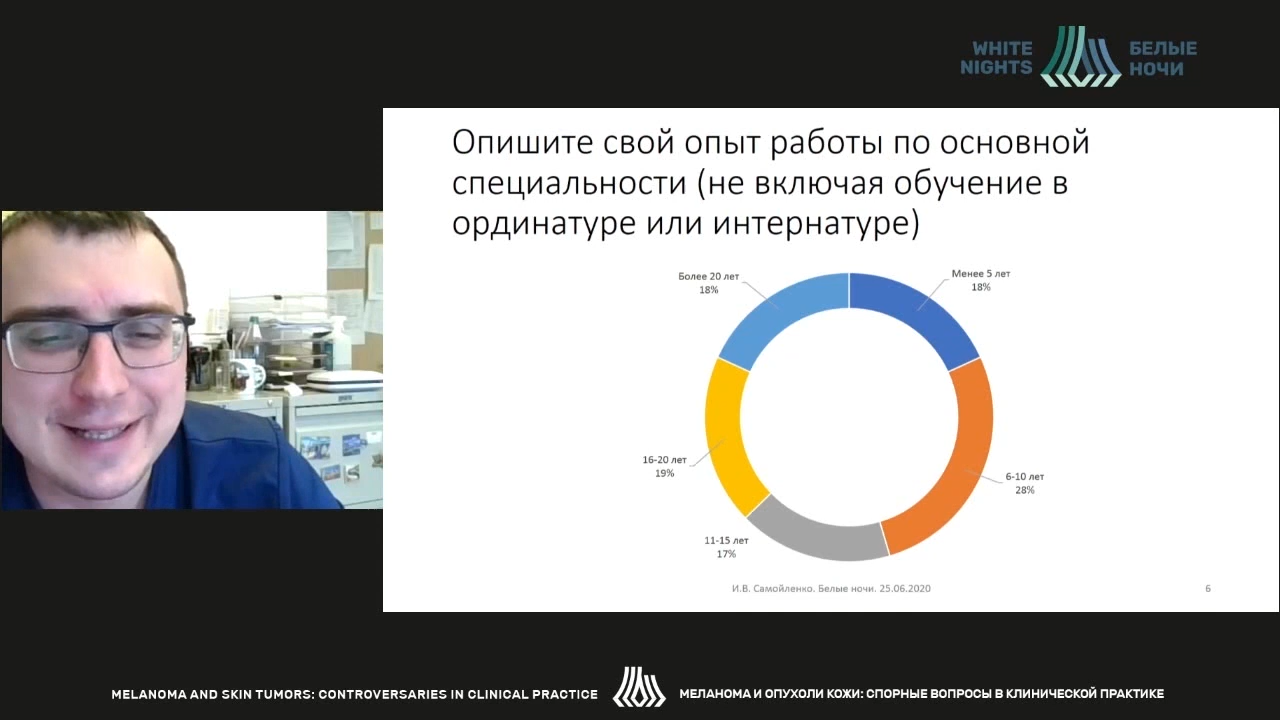 WHITE
NIGHTS
БЕЛЫЕ
НОЧИ
Опишите свой опыт работы по основной
специальности (не включая обучение в
ординатуре или интернатуре)
Более 20 лет
18%
Менее 5 лет
18%
16-20 лет
19%
6-10 лет
28%
11-15 лет
17%
И.В. Самойленко. Белые ночи. 25.06.2020
6
MELANOMA AND SKIN TUMORS: CONTROVERSARIES IN CLINICAL PRACTICE
МЕЛАНОМА И ОПУХОЛИ КОЖИ: СПОРНЫЕ ВОПРОСЫ В КЛИНИЧЕСКОЙ ПРАКТИКЕ